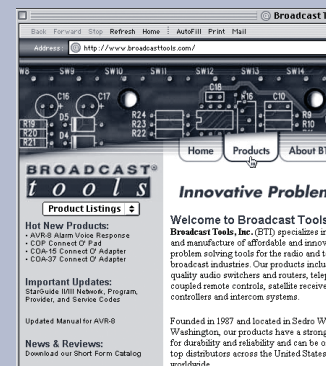 Broadcast T
Back Forward Stop Refresh Home AutoFill Print Mail
Address: http://www.broadcasttools.com/
W8 SW9 SW10 SW11 SW12 SW13 SW14
C18
C16 C17 C10
R19 D5 R24 R9
R20 R23 R10
R21 D4 R22
Home Products About BT
BROADCAST®
tools
Product Listings
Innovative Problem
Hot New Products:
• AVR-8 Alarm Voice Response
• COP Connect O' Pad
• COA-15 Connect O' Adapter
• COA-37 Connect O' Adapter
Important Updates:
StarGuide II/III Network, Program,
Provider, and Service Codes
Updated Manual for AVR-8
News & Reviews:
Download our Short Form Catalog
Welcome to Broadcast Tools
Broadcast Tools, Inc. (BTI) specializes in
and manufacture of affordable and innov
problem solving tools for the radio and t
broadcast industries. Our products inclu
quality audio switchers and routers, telep
coupled remote controls, satellite receive
controllers and intercom systems.
Founded in 1987 and located in Sedro W
Washington, our products have a strong
for durability and reliability and can be o
top distributors across the United States
worldwide.